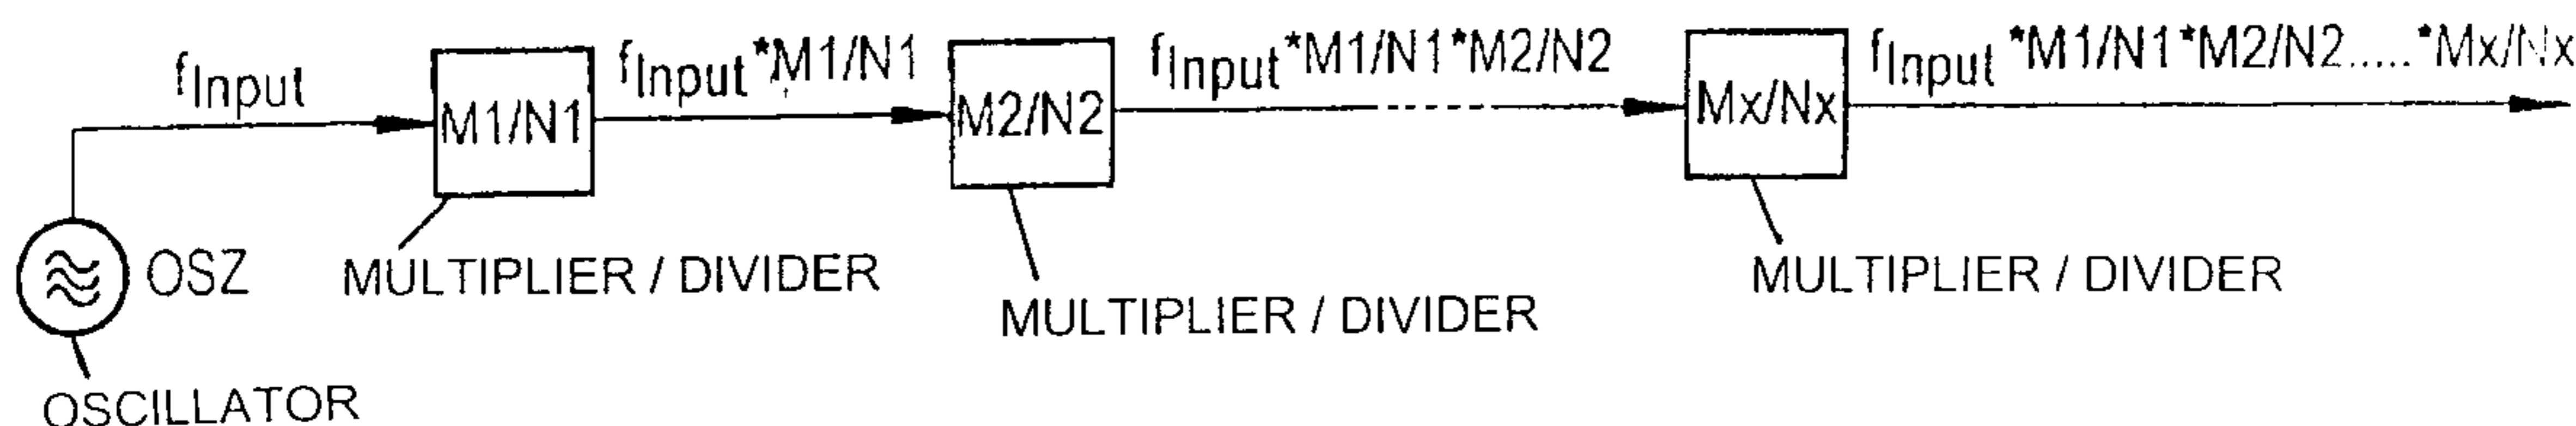 fInput
M1/N1
fInput*M1/N1
M2/N2
fInput*M1/N1*M2/N2
Mx/Nx
fInput *M1/N1*M2/N2.....*Mx/Nx
OSZ
MULTIPLIER / DIVIDER
MULTIPLIER / DIVIDER
MULTIPLIER / DIVIDER
OSCILLATOR